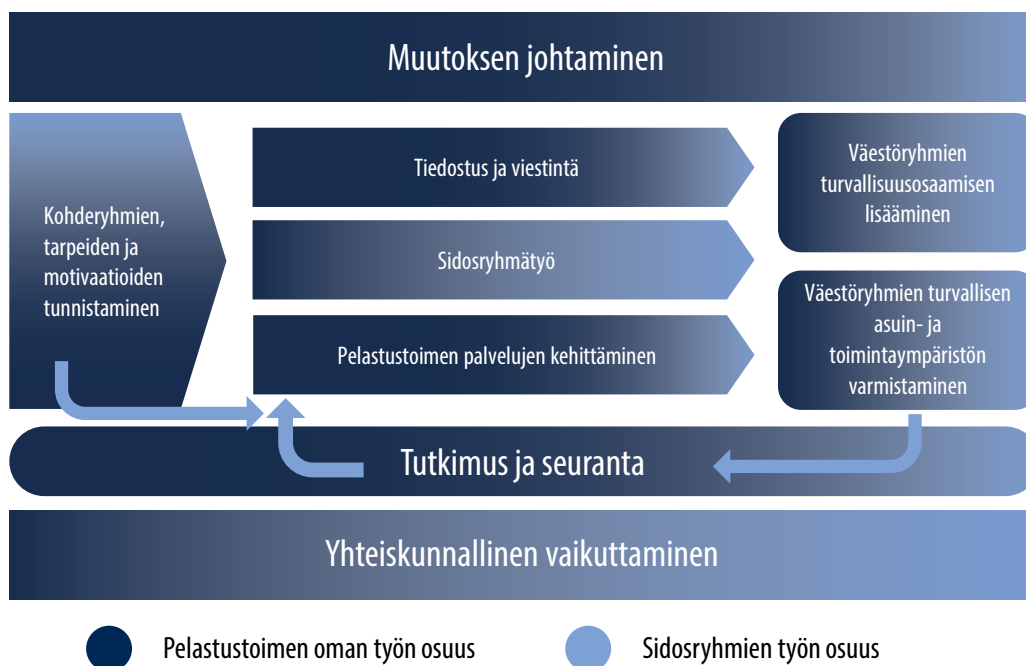 Muutoksen johtaminen
Kohderyhmien,
tarpeiden ja
motivaatioiden
tunnistaminen
Tiedostus ja viestintä
Sidosryhmätyö
Pelastustoimen palvelujen kehittäminen
Väestöryhmien
turvallisuusosaamisen
lisääminen
Väestöryhmien turvallisen
asuin- ja
toimintaympäristön
varmistaminen
Tutkimus ja seuranta
Yhteiskunnallinen vaikuttaminen
Pelastustoimen oman työn osuus
Sidosryhmien työn osuus